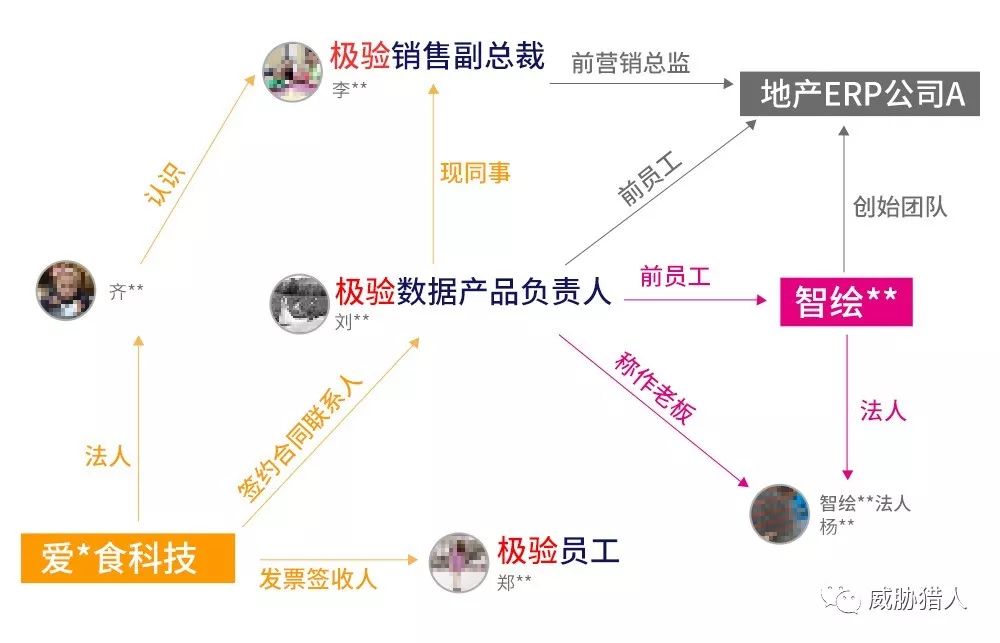 极验销售副总裁
李**
前营销总监
地产ERP公司A
认识
现同事
前员工
创始团队
齐**
极验数据产品负责人
刘**
前员工
智绘**
称作老板
法人
签约合同联系人
法人
智绘**法人
杨**
爱*食科技
发票签收人
极验员工
郑**
威胁猎人